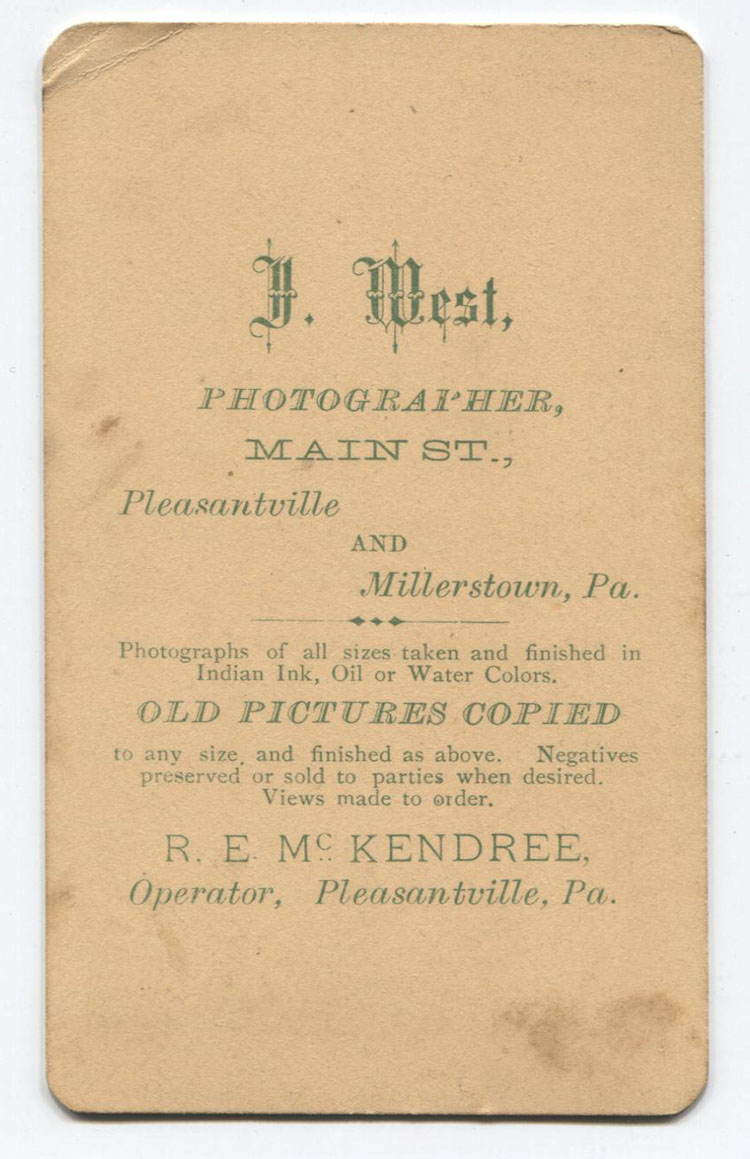 J. West,
PHOTOGRAPHER,
MAIN ST.,
Pleasantville
AND
Millerstown, Pa.
Photographs of all sizes taken and finished in
Indian Ink, Oil or Water Colors.
OLD PICTURES COPIED
to any size, and finished as above. Negatives
preserved or sold to parties when desired.
Views made to order.
R. E. Mc KENDREE,
Operator, Pleasantville, Pa.